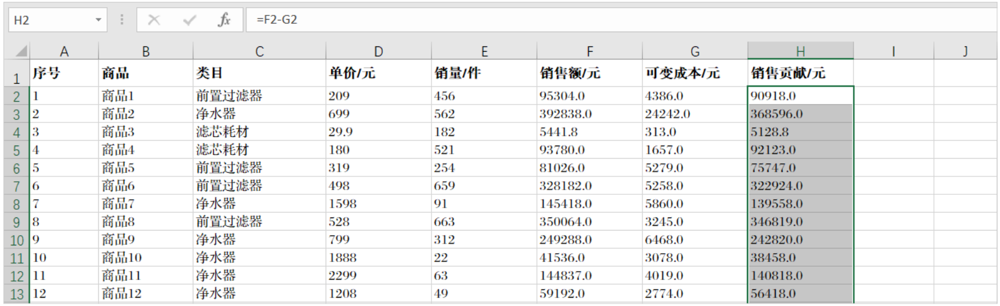 H2 fx =F2-G2
A B C D E F G H I J
1 序号 商品 类目 单价/元 销量/件 销售额/元 可变成本/元 销售贡献/元
2 1 商品1 前置过滤器 209 456 95304.0 4386.0 90918.0
3 2 商品2 净水器 699 562 392838.0 24242.0 368596.0
4 3 商品3 滤芯耗材 29.9 182 5441.8 313.0 5128.8
5 4 商品4 滤芯耗材 180 521 93780.0 1657.0 92123.0
6 5 商品5 前置过滤器 319 254 81026.0 5279.0 75747.0
7 6 商品6 前置过滤器 498 659 328182.0 5258.0 322924.0
8 7 商品7 净水器 1598 91 145418.0 5860.0 139558.0
9 8 商品8 前置过滤器 528 663 350064.0 3245.0 346819.0
10 9 商品9 净水器 799 312 249288.0 6468.0 242820.0
11 10 商品10 净水器 1888 22 41536.0 3078.0 38458.0
12 11 商品11 净水器 2299 63 144837.0 4019.0 140818.0
13 12 商品12 净水器 1208 49 59192.0 2774.0 56418.0